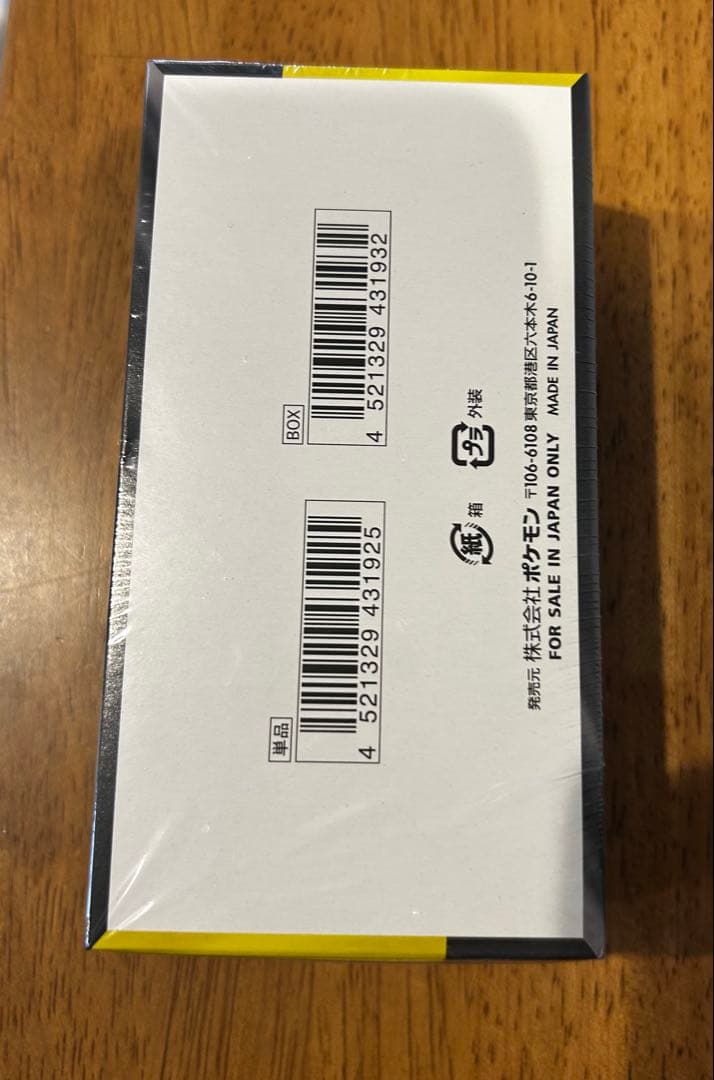 単品
4 521329 431925
BOX
4 521329 431932
紙 箱
プラ 外装
発売元 株式会社 ポケモン 〒106-6108 東京都港区六本木6-10-1
FOR SALE IN JAPAN ONLY MADE IN JAPAN